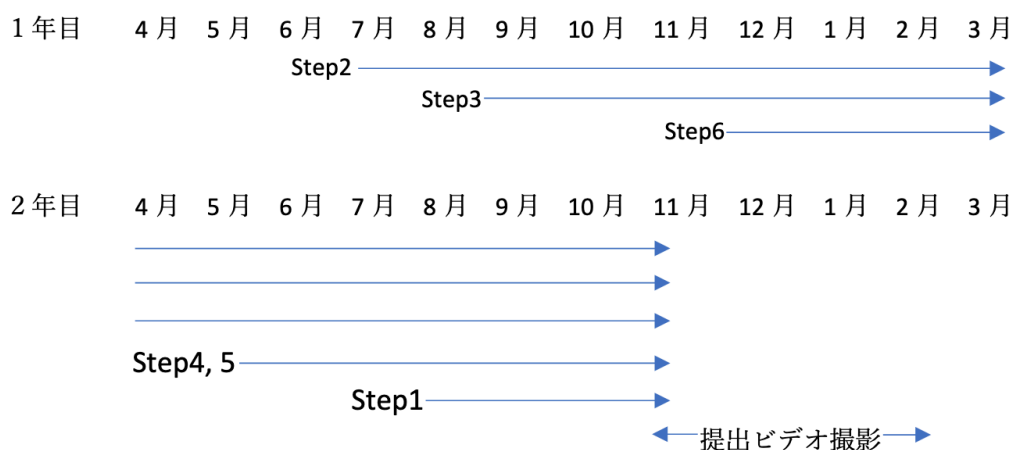 1年目 4月 5月 6月 7月 8月 9月 10月 11月 12月 1月 2月 3月
Step2
Step3
Step6
2年目 4月 5月 6月 7月 8月 9月 10月 11月 12月 1月 2月 3月
Step4, 5
Step1
提出ビデオ撮影